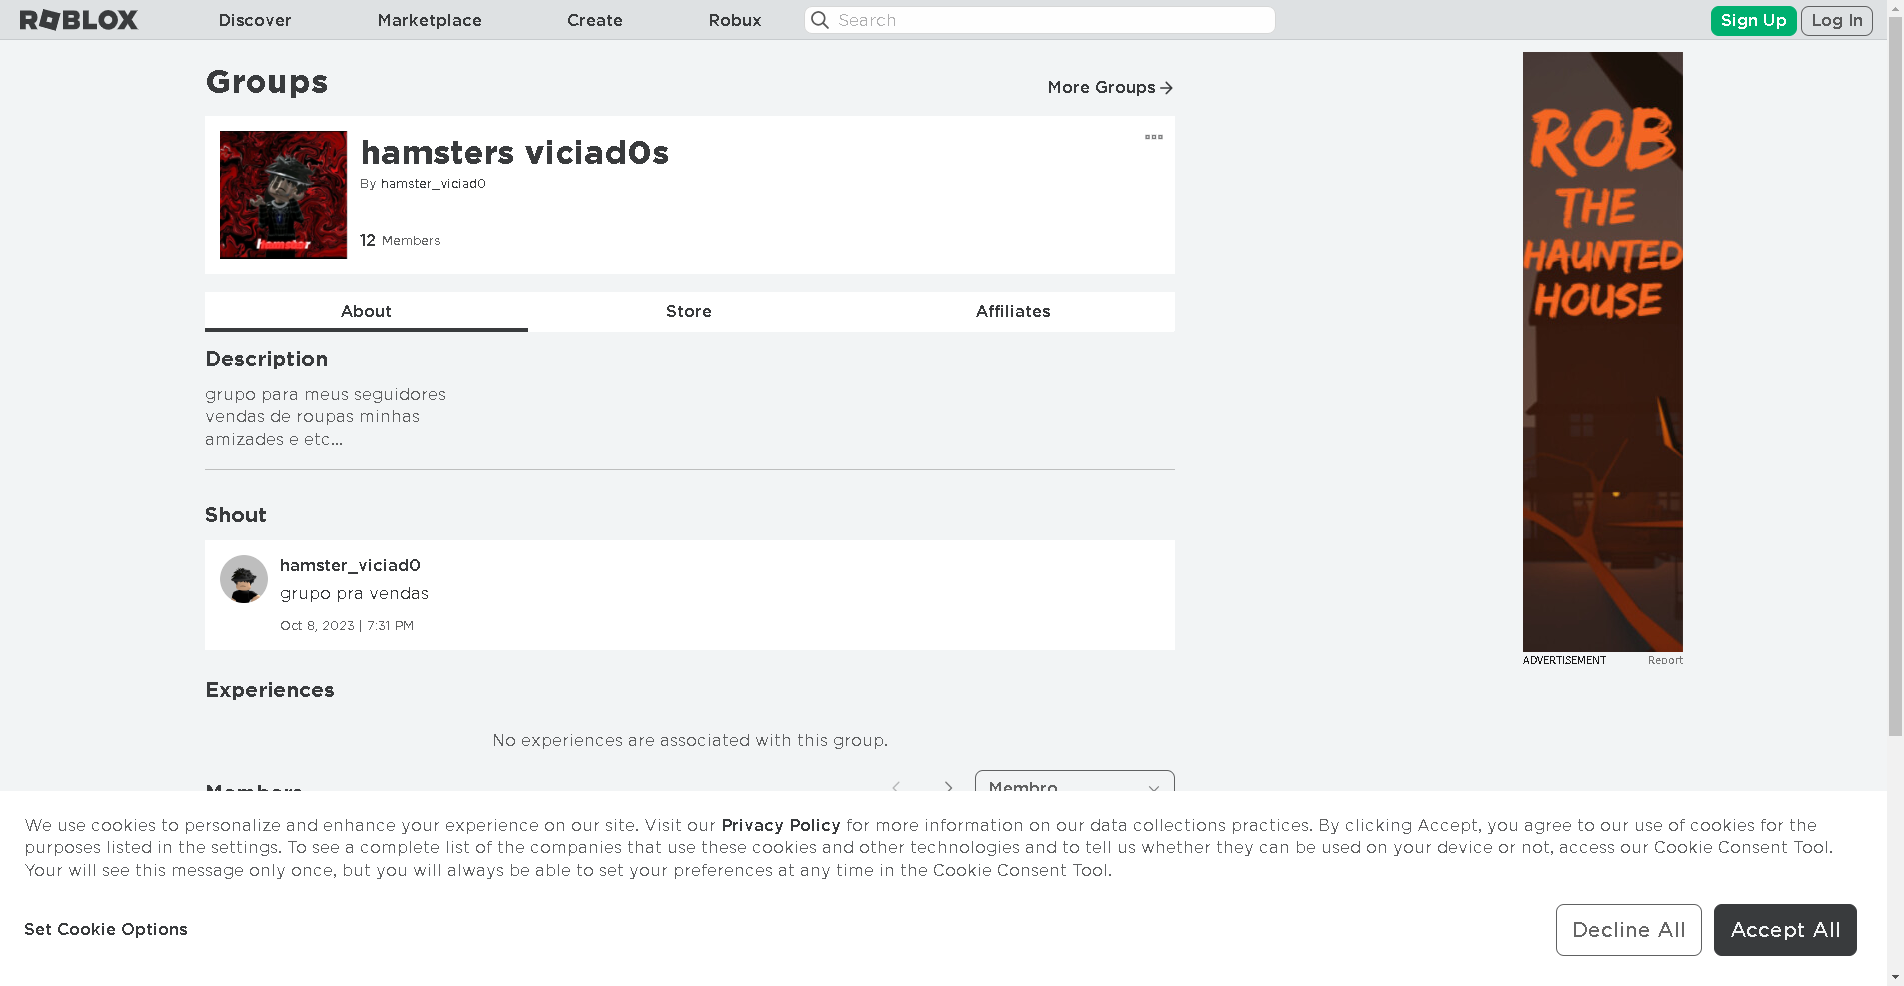 ROBLOX
Discover
Marketplace
Create
Robux
Search
Sign Up
Log In
Groups
More Groups
hamsters viciad0s
By hamster_viciad0
12 Members
Hamster
About
Store
Affiliates
Description
grupo para meus seguidores
vendas de roupas minhas
amizades e etc...
Shout
hamster_viciad0
grupo pra vendas
Oct 8, 2023 | 7:31 PM
Experiences
No experiences are associated with this group.
Members
Membro
ROB
THE
HAUNTED
HOUSE
ADVERTISEMENT
Report
We use cookies to personalize and enhance your experience on our site. Visit our Privacy Policy for more information on our data collections practices. By clicking Accept, you agree to our use of cookies for the
purposes listed in the settings. To see a complete list of the companies that use these cookies and other technologies and to tell us whether they can be used on your device or not, access our Cookie Consent Tool.
Your will see this message only once, but you will always be able to set your preferences at any time in the Cookie Consent Tool.
Set Cookie Options
Decline All
Accept All